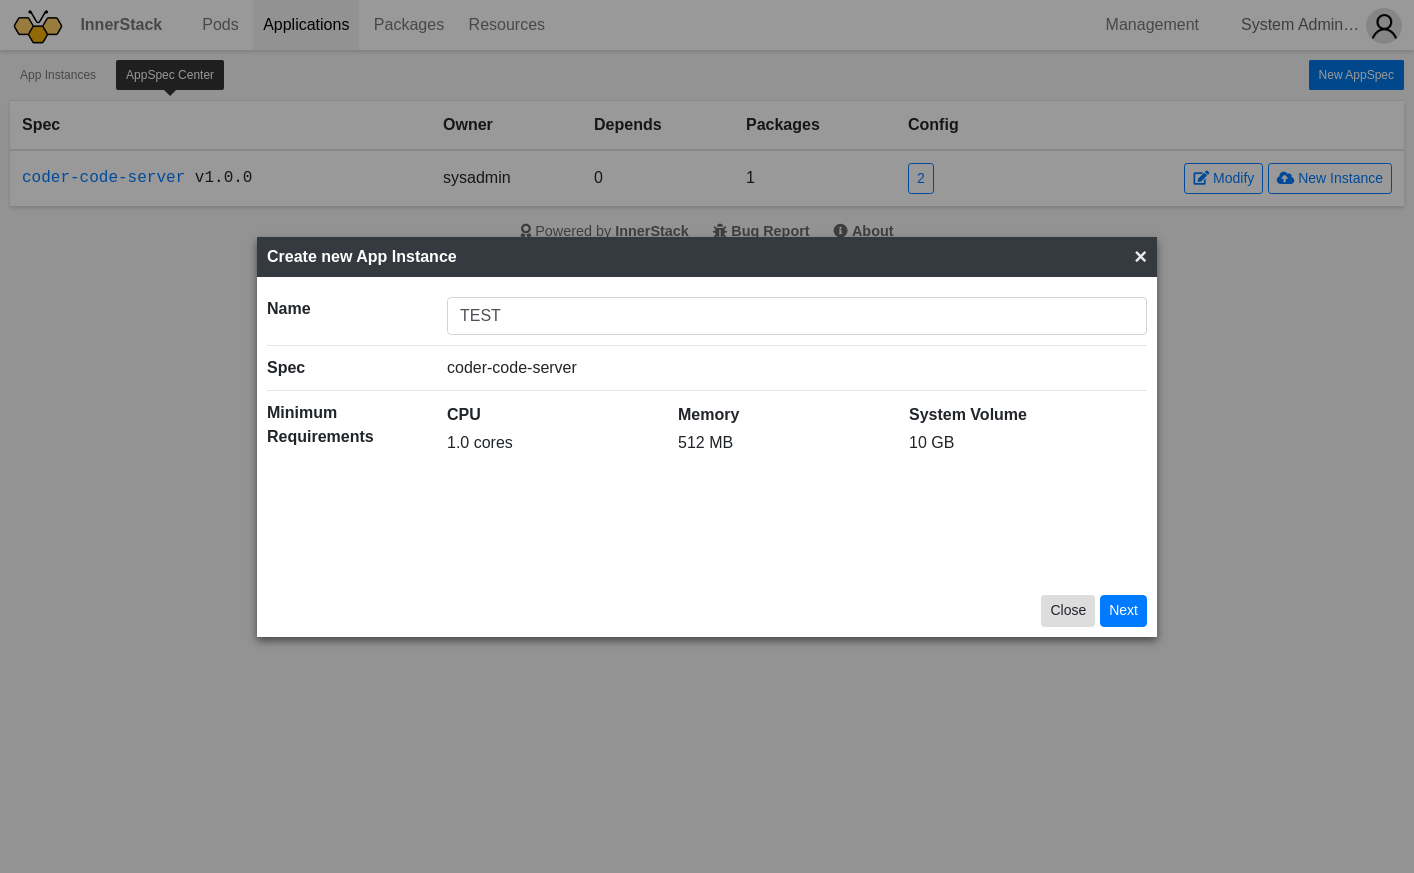 InnerStack Pods Applications Packages Resources Management System Admin…
App Instances AppSpec Center New AppSpec
Spec Owner Depends Packages Config
coder-code-server v1.0.0 sysadmin 0 1 2 Modify New Instance
Powered by InnerStack Bug Report About
Create new App Instance ×
Name TEST
Spec coder-code-server
Minimum Requirements CPU Memory System Volume
1.0 cores 512 MB 10 GB
Close Next